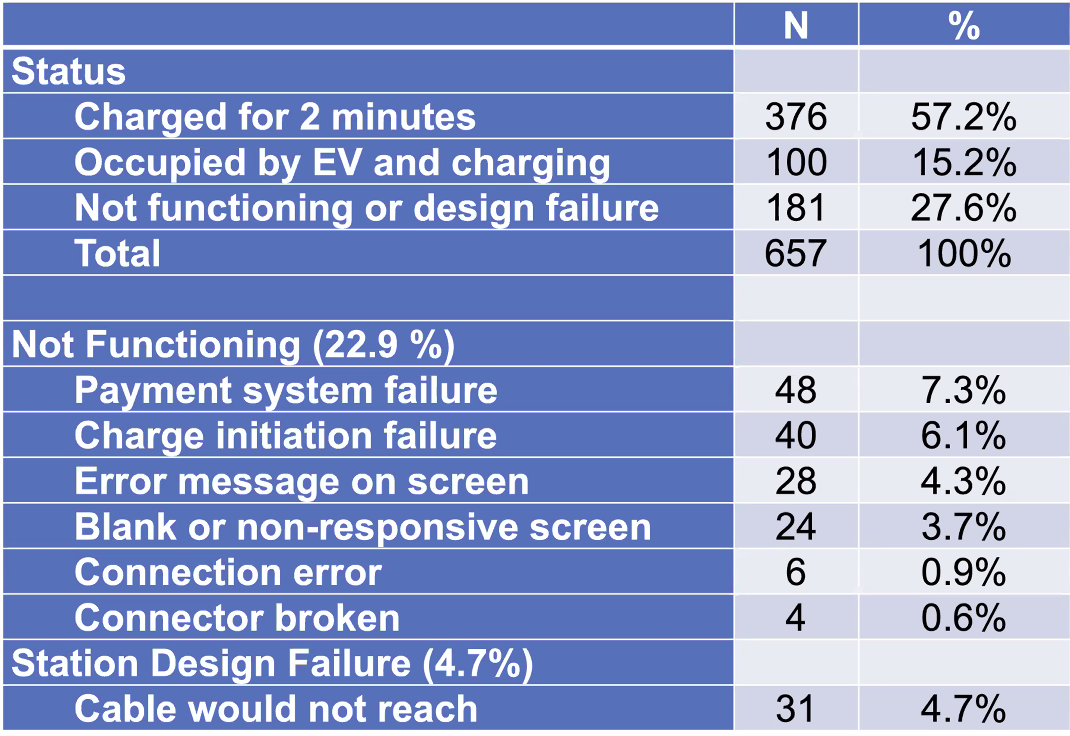 N %
Status
Charged for 2 minutes 376 57.2%
Occupied by EV and charging 100 15.2%
Not functioning or design failure 181 27.6%
Total 657 100%
Not Functioning (22.9 %)
Payment system failure 48 7.3%
Charge initiation failure 40 6.1%
Error message on screen 28 4.3%
Blank or non-responsive screen 24 3.7%
Connection error 6 0.9%
Connector broken 4 0.6%
Station Design Failure (4.7%)
Cable would not reach 31 4.7%